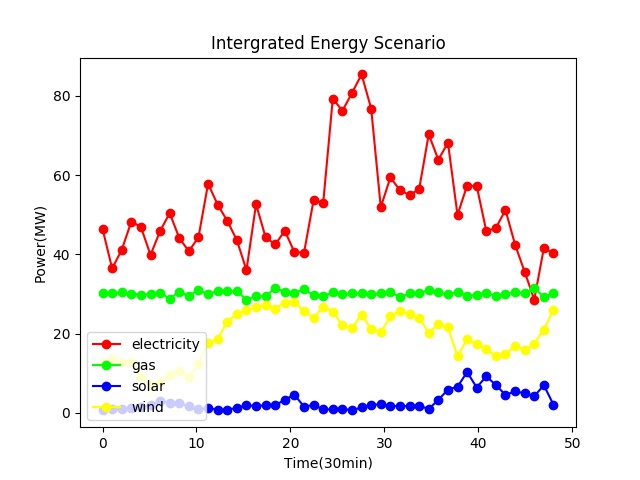 Intergrated Energy Scenario
Power(MW)
80
60
40
20
0
electricity
gas
solar
wind
0 10 20 30 40 50
Time(30min)